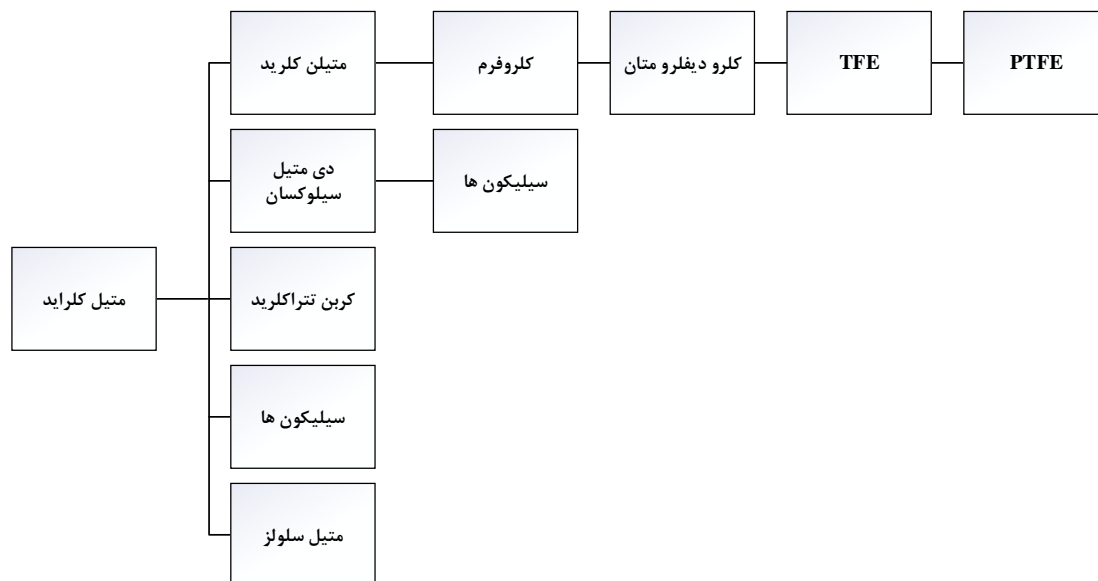 متیلن کلرید
کلروفرم
کلرو دیفلرو متان
TFE
PTFE
دی متیل
سیلوکسان
سیلیکون ها
متیل کلراید
کربن تتراکلرید
سیلیکون ها
متیل سلولز